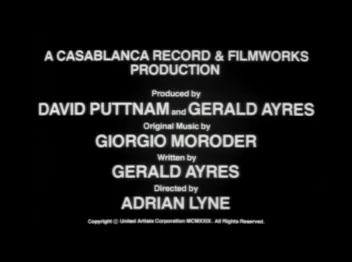 A CASABLANCA RECORD & FILMWORKS
PRODUCTION
Produced by
DAVID PUTTNAM and GERALD AYRES
Original Music by
GIORGIO MORODER
Written by
GERALD AYRES
Directed by
ADRIAN LYNE
Copyright © United Artists Corporation MCMLXXIX. All Rights Reserved.